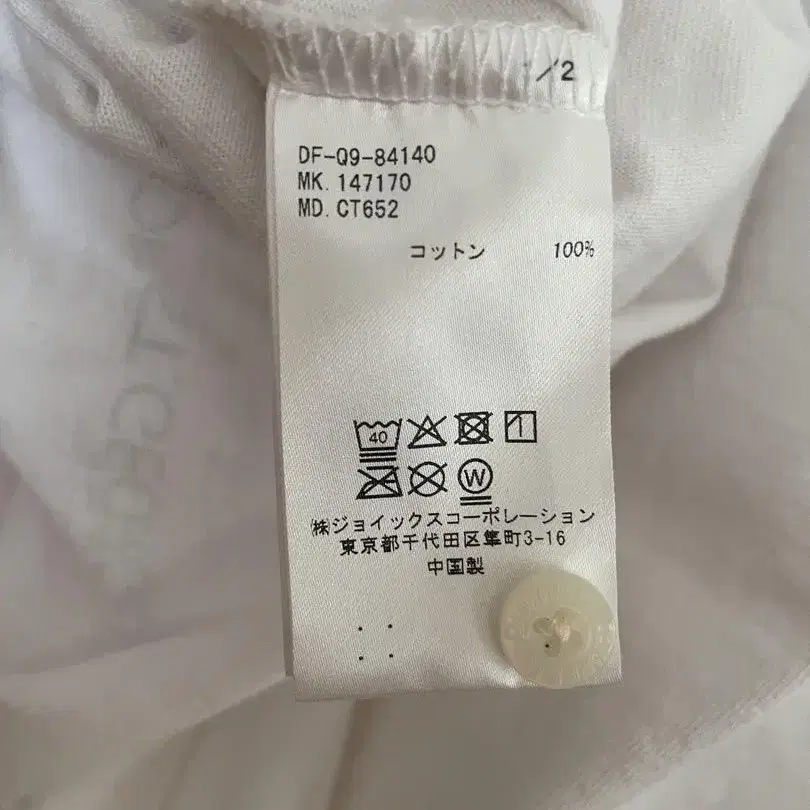 /2
DF-Q9-84140
MK. 147170
MD. CT652
コットン 100%
40
W
㈱ジョイックスコーポレーション
東京都千代田区隼町3-16
中国製